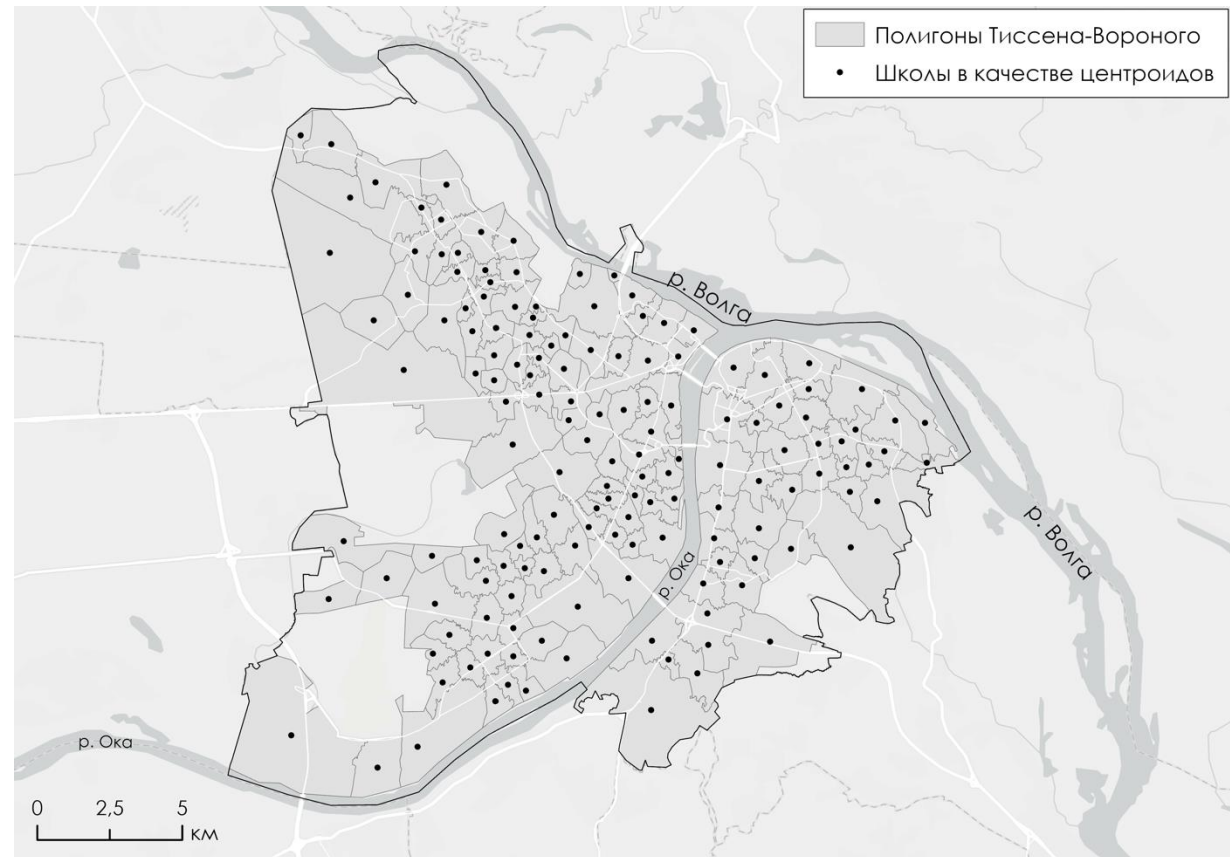 Полигоны Тиссена-Вороного
Школы в качестве центроидов
р. Волга
р. Волга
р. Ока
р. Ока
0 2,5 5
км